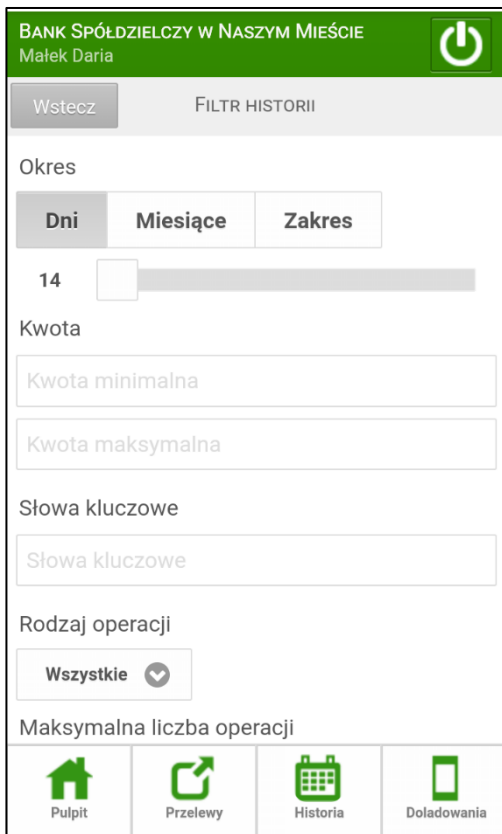 Bank Spółdzielczy w Naszym Mieście
Małek Daria
Wstecz Filtr historii
Okres
Dni Miesiące Zakres
14
Kwota
Kwota minimalna
Kwota maksymalna
Słowa kluczowe
Słowa kluczowe
Rodzaj operacji
Wszystkie
Maksymalna liczba operacji
Pulpit Przelewy Historia Doladowania